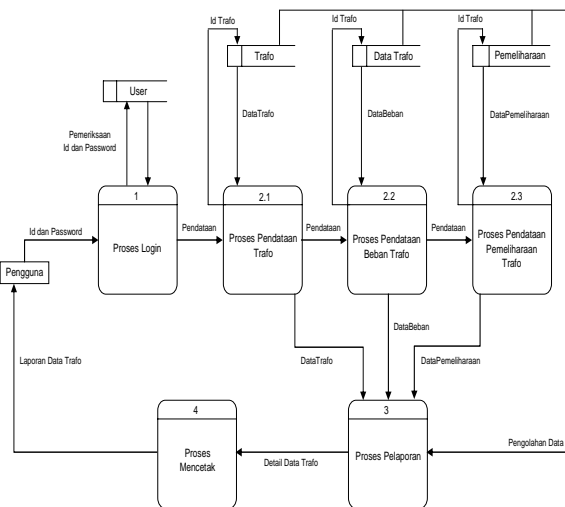 Id Trafo
Id Trafo
Id Trafo
Trafo
Data Trafo
Pemeliharaan
User
DataTrafo
DataBeban
DataPemeliharaan
Pemeriksaan
Id dan Password
1
2.1
2.2
2.3
Id dan Password
Proses Login
Pendataan
Proses Pendataan
Trafo
Pendataan
Proses Pendataan
Beban Trafo
Pendataan
Proses Pendataan
Pemeliharaan
Trafo
Pengguna
DataBeban
Laporan Data Trafo
DataTrafo
DataPemeliharaan
4
3
Proses
Mencetak
Detail Data Trafo
Proses Pelaporan
Pengolahan Data